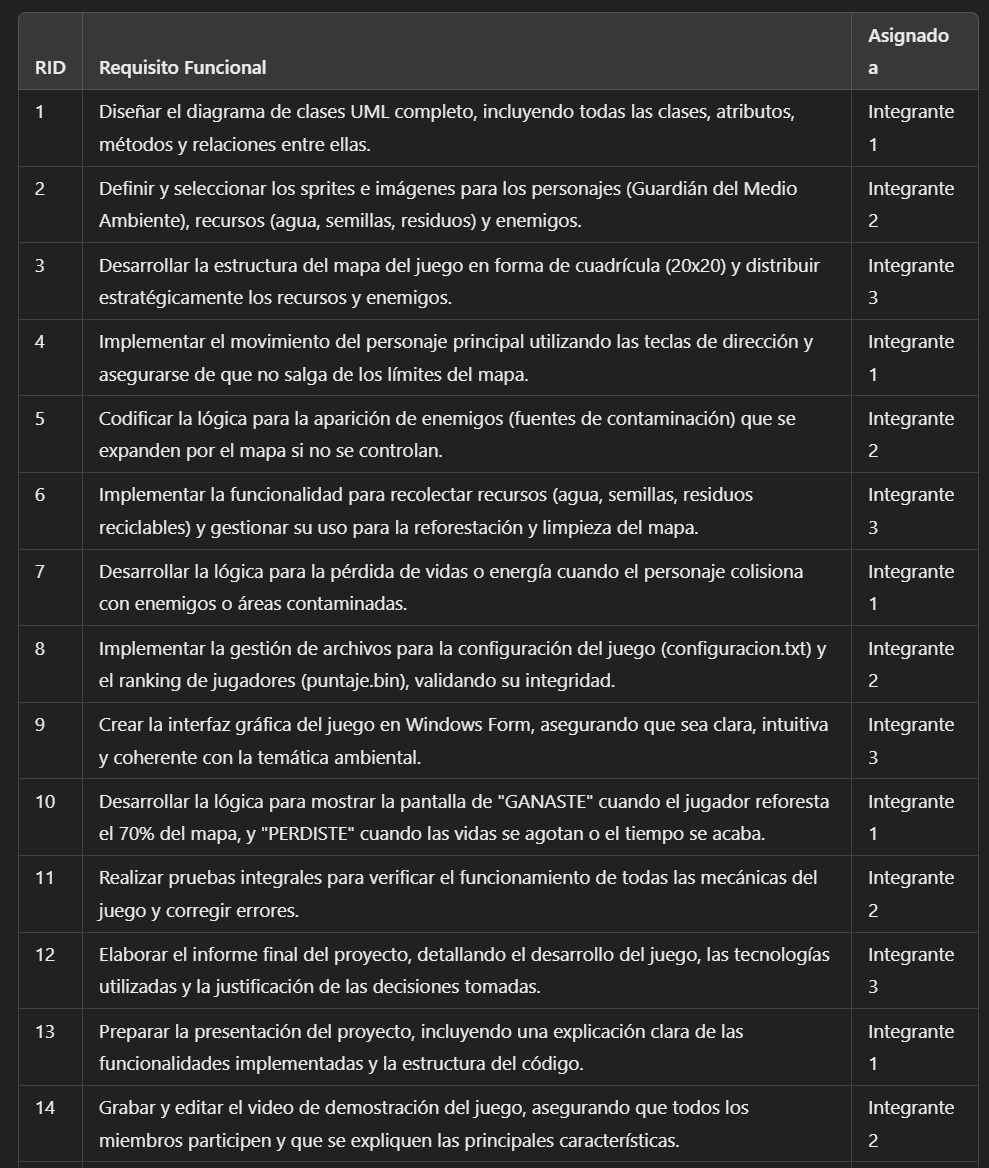 Asignado
RID Requisito Funcional a
1 Diseñar el diagrama de clases UML completo, incluyendo todas las clases, atributos, Integrante
métodos y relaciones entre ellas. 1
2 Definir y seleccionar los sprites e imágenes para los personajes (Guardián del Medio Integrante
Ambiente), recursos (agua, semillas, residuos) y enemigos. 2
3 Desarrollar la estructura del mapa del juego en forma de cuadrícula (20x20) y distribuir Integrante
estratégicamente los recursos y enemigos. 3
4 Implementar el movimiento del personaje principal utilizando las teclas de dirección y Integrante
asegurarse de que no salga de los límites del mapa. 1
5 Codificar la lógica para la aparición de enemigos (fuentes de contaminación) que se Integrante
expanden por el mapa si no se controlan. 2
6 Implementar la funcionalidad para recolectar recursos (agua, semillas, residuos Integrante
reciclables) y gestionar su uso para la reforestación y limpieza del mapa. 3
7 Desarrollar la lógica para la pérdida de vidas o energía cuando el personaje colisiona Integrante
con enemigos o áreas contaminadas. 1
8 Implementar la gestión de archivos para la configuración del juego (configuracion.txt) y Integrante
el ranking de jugadores (puntaje.bin), validando su integridad. 2
9 Crear la interfaz gráfica del juego en Windows Form, asegurando que sea clara, intuitiva Integrante
y coherente con la temática ambiental. 3
10 Desarrollar la lógica para mostrar la pantalla de "GANASTE" cuando el jugador reforesta Integrante
el 70% del mapa, y "PERDISTE" cuando las vidas se agotan o el tiempo se acaba. 1
11 Realizar pruebas integrales para verificar el funcionamiento de todas las mecánicas del Integrante
juego y corregir errores. 2
12 Elaborar el informe final del proyecto, detallando el desarrollo del juego, las tecnologías Integrante
utilizadas y la justificación de las decisiones tomadas. 3
13 Preparar la presentación del proyecto, incluyendo una explicación clara de las Integrante
funcionalidades implementadas y la estructura del código. 1
14 Grabar y editar el video de demostración del juego, asegurando que todos los Integrante
miembros participen y que se expliquen las principales características. 2